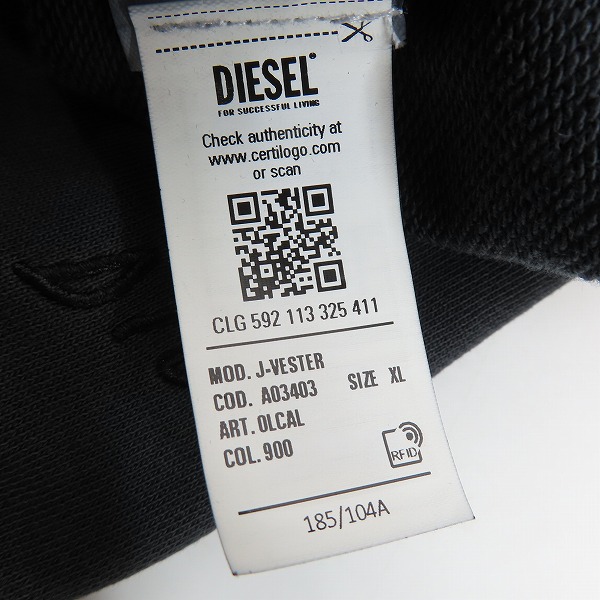 DIESEL
FOR SUCCESSFUL LIVING
Check authenticity at
www.certilogo.com
or scan
CLG 592 113 325 411
MOD. J-VESTER
COD. A03403 SIZE XL
ART. OLCAL
COL. 900
RFID
185/104A